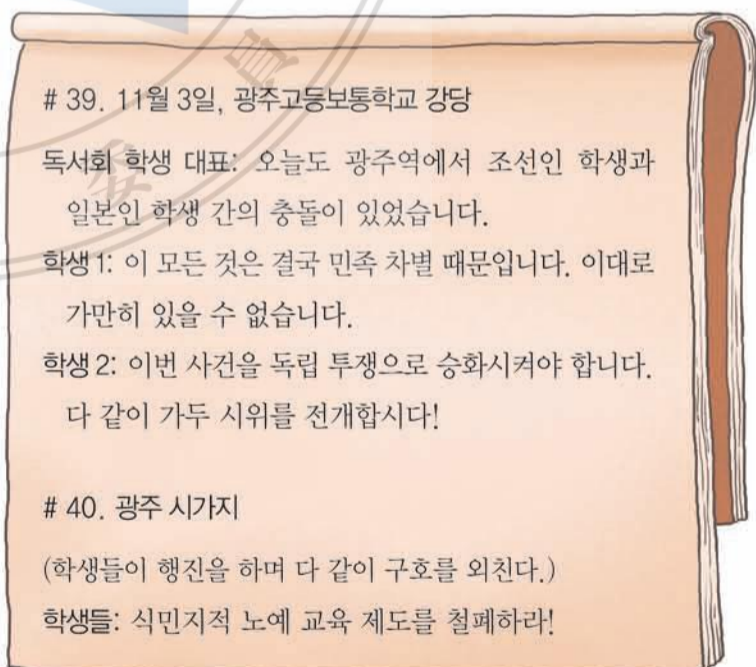 # 39. 11월 3일, 광주고등보통학교 강당
독서회 학생 대표: 오늘도 광주역에서 조선인 학생과
일본인 학생 간의 충돌이 있었습니다.
학생 1: 이 모든 것은 결국 민족 차별 때문입니다. 이대로
가만히 있을 수 없습니다.
학생 2: 이번 사건을 독립 투쟁으로 승화시켜야 합니다.
다 같이 가두 시위를 전개합시다!
# 40. 광주 시가지
(학생들이 행진을 하며 다 같이 구호를 외친다.)
학생들: 식민지적 노예 교육 제도를 철폐하라!